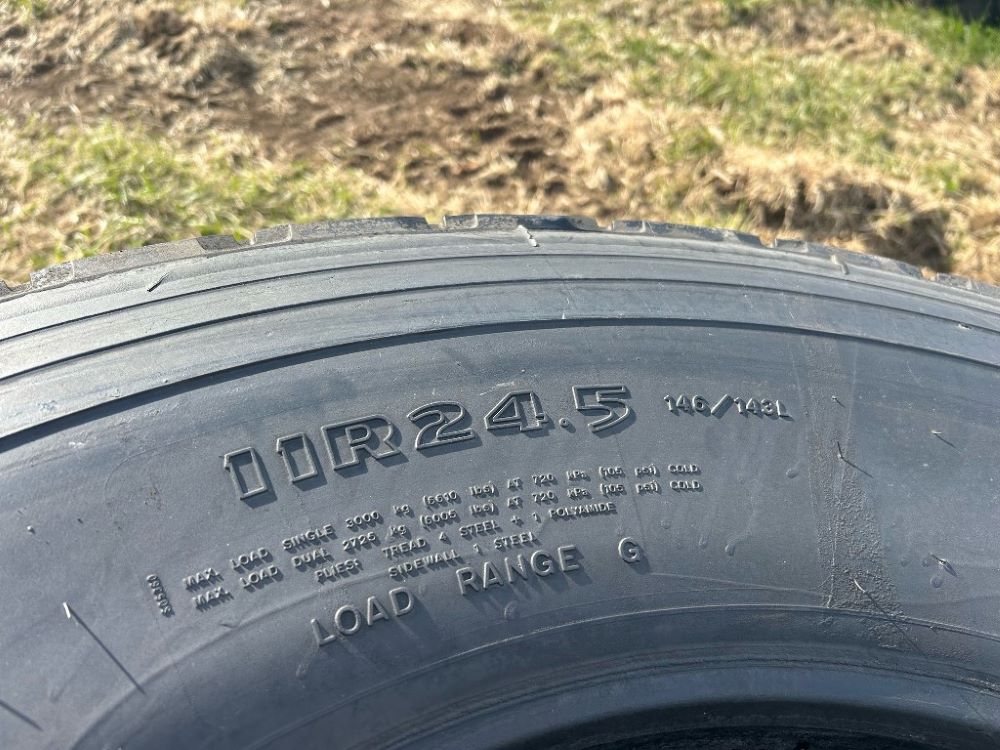 11R24.5 146/143L
MAX. LOAD SINGLE 3000 kg (6610 lbs) AT 720 kPa (105 psi) COLD
MAX. LOAD DUAL 2725 kg (6005 lbs) AT 720 kPa (105 psi) COLD
PLIES: TREAD 4 STEEL + 1 POLYAMIDE
SIDEWALL 1 STEEL
LOAD RANGE G